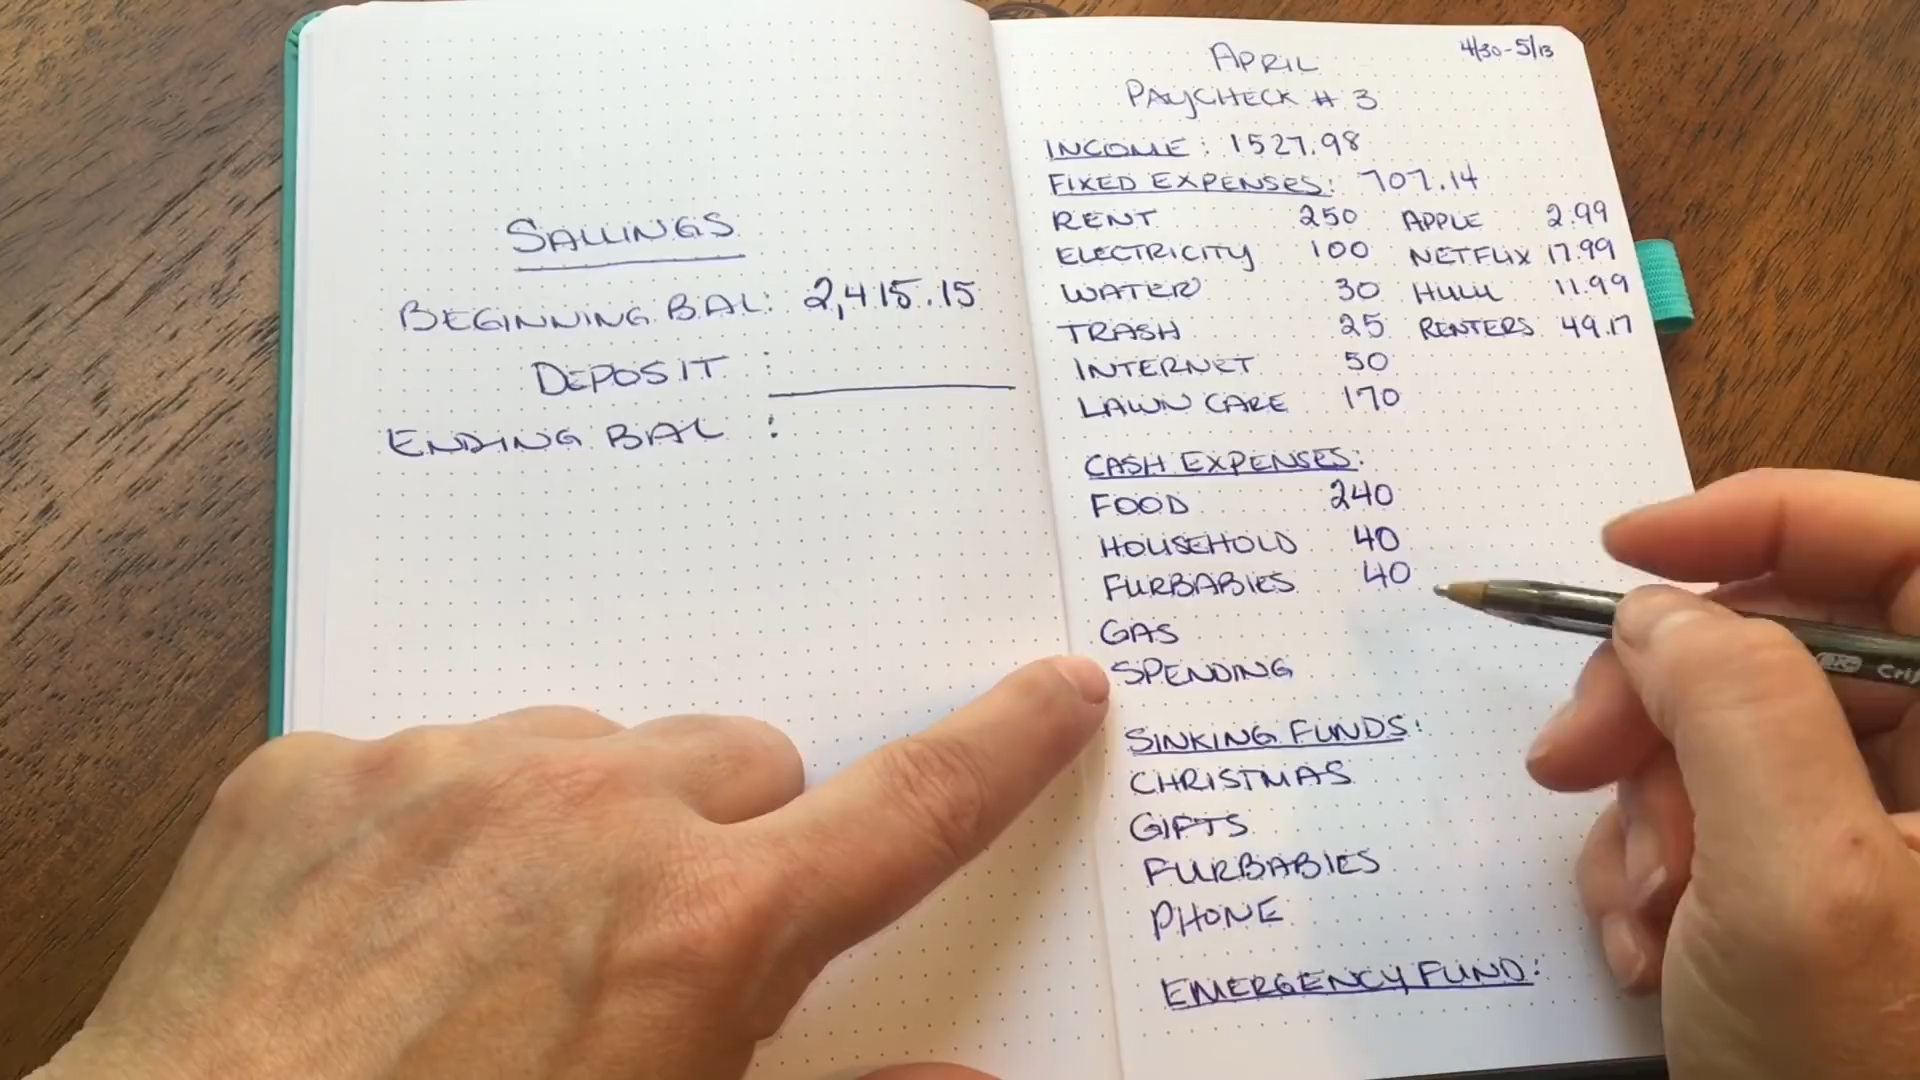 SAVINGS
BEGINNING BAL: 2,415.15
DEPOSIT :
ENDING BAL :
4/30-5/13
APRIL
PAYCHECK # 3
INCOME: 1527.98
FIXED EXPENSES: 707.14
RENT 250 APPLE 2.99
ELECTRICITY 100 NETFLIX 17.99
WATER 30 HULU 11.99
TRASH 25 RENTERS 49.17
INTERNET 50
LAWN CARE 170
CASH EXPENSES:
FOOD 240
HOUSEHOLD 40
FURBABIES 40
GAS
SPENDING
SINKING FUNDS:
CHRISTMAS
GIFTS
FURBABIES
PHONE
EMERGENCY FUND:
BIC